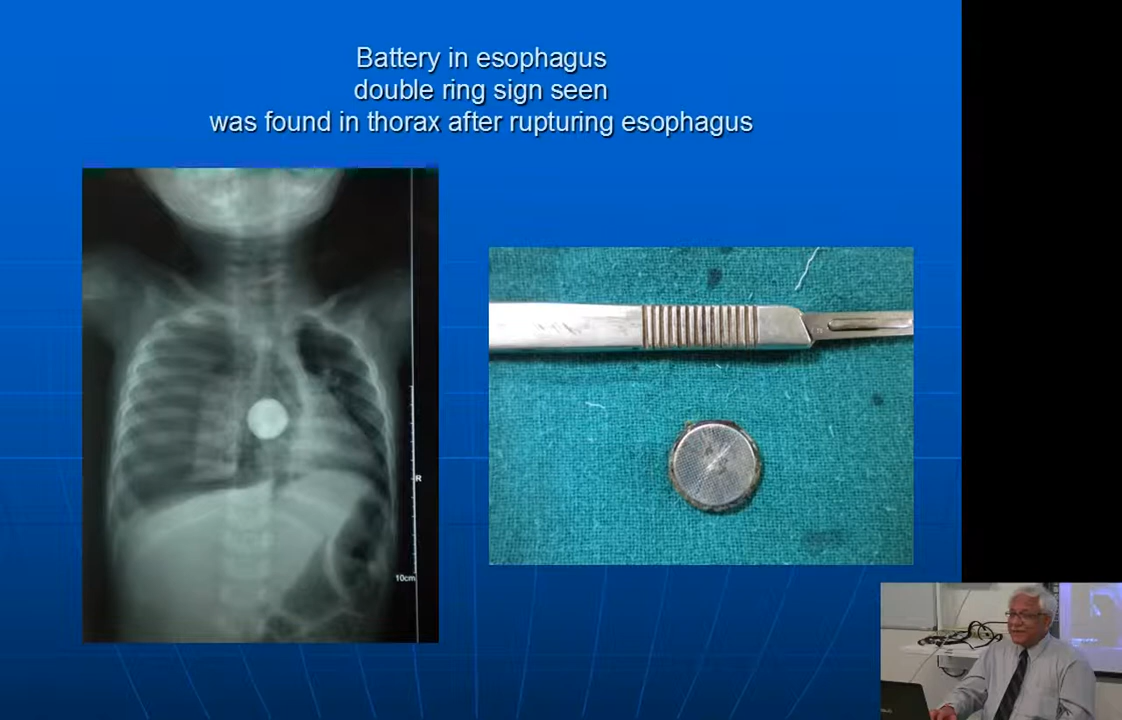 Battery in esophagus
double ring sign seen
was found in thorax after rupturing esophagus
R
10cm